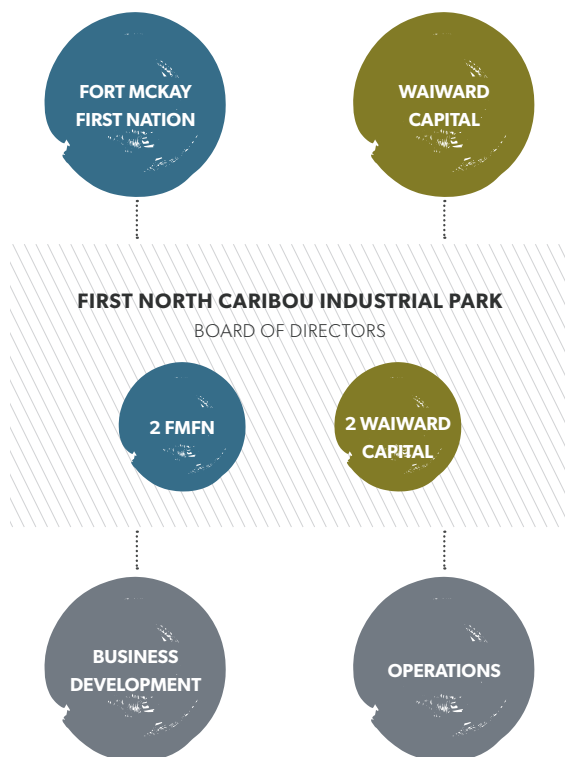 FORT MCKAY
FIRST NATION
WAIWARD
CAPITAL
FIRST NORTH CARIBOU INDUSTRIAL PARK
BOARD OF DIRECTORS
2 FMFN
2 WAIWARD
CAPITAL
BUSINESS
DEVELOPMENT
OPERATIONS